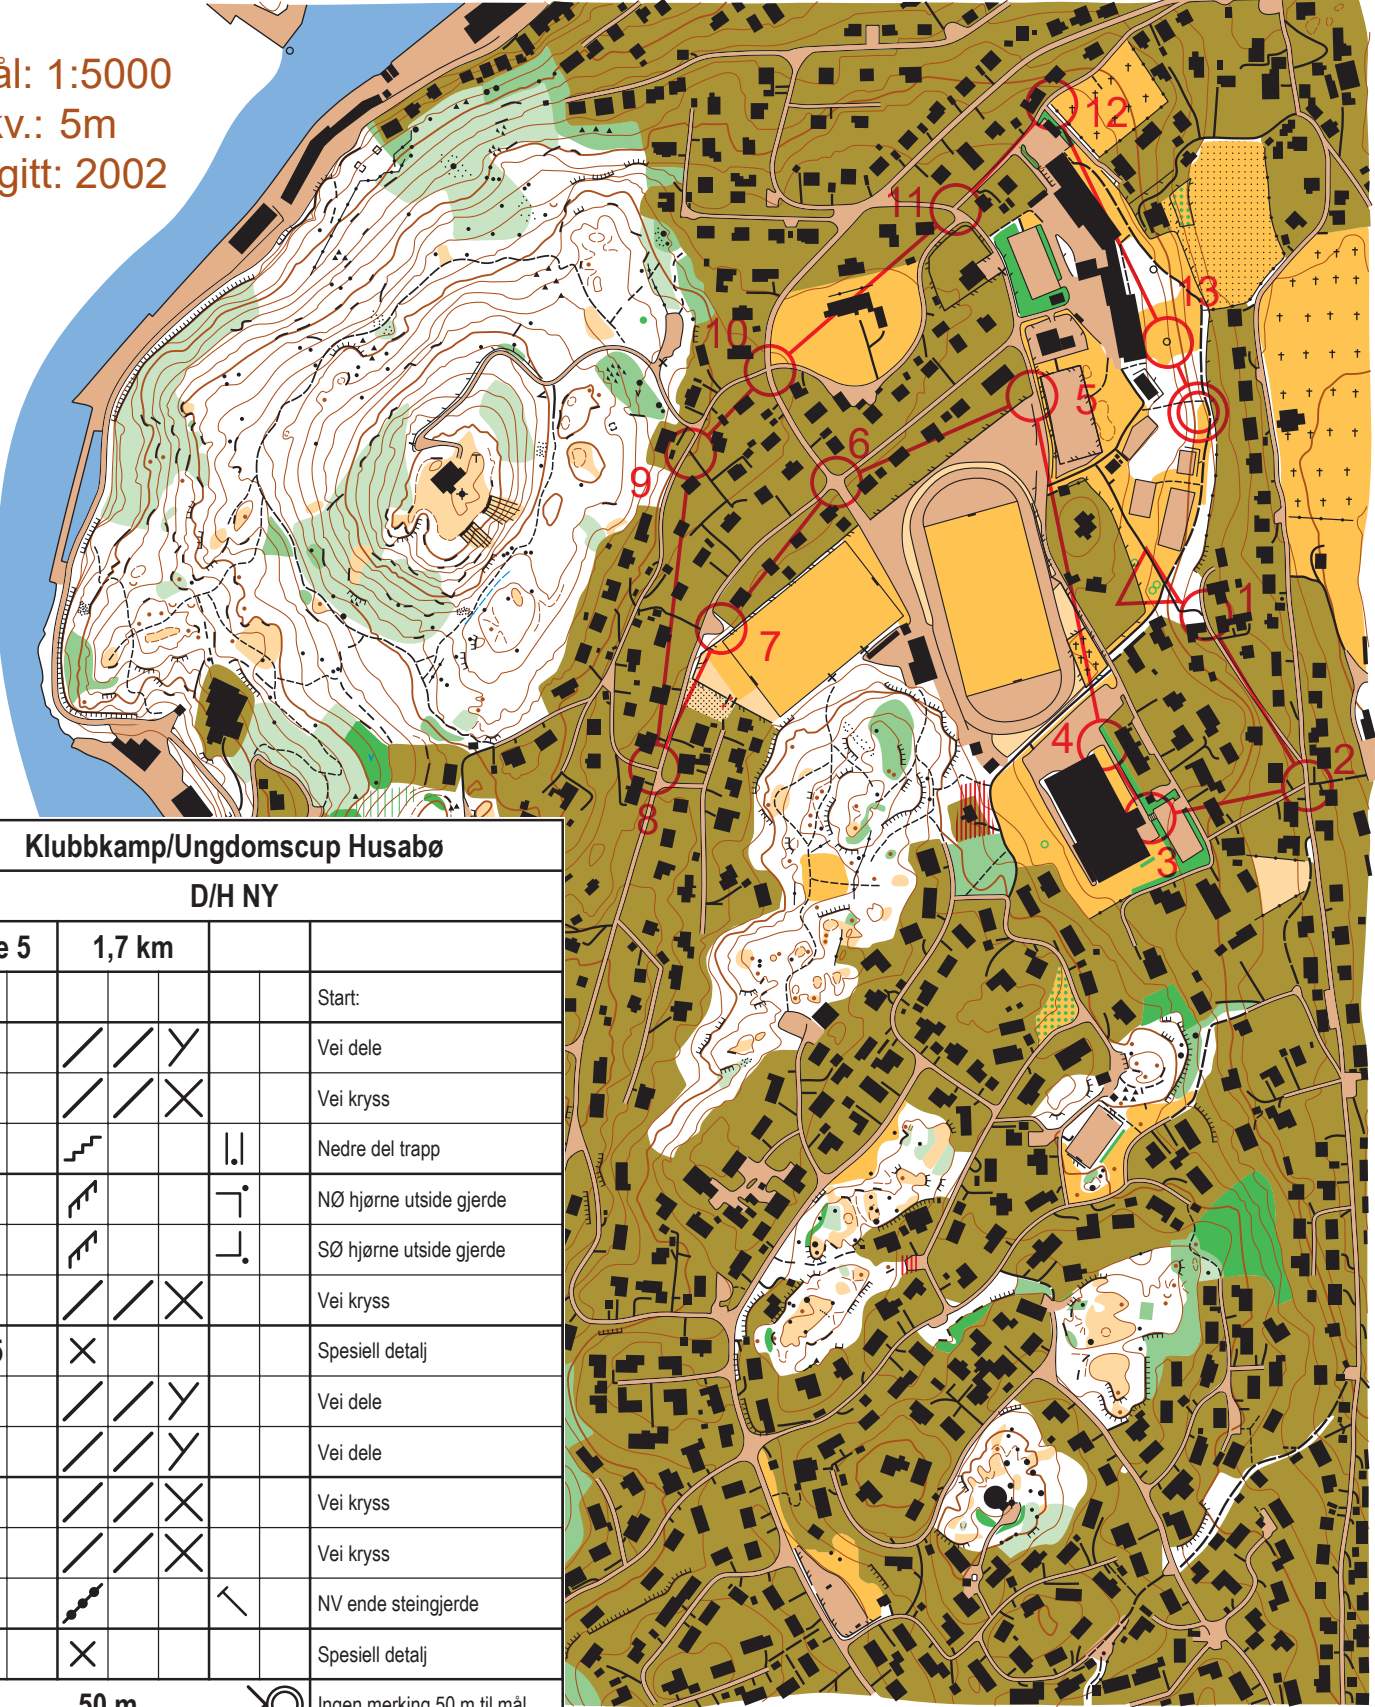 ål: 1:5000
kv.: 5m
gitt: 2002
12
11
13
10
5
6
9
1
7
4
2
8
3
Klubbkamp/Ungdomscup Husabø
D/H NY
e 5 1,7 km
Start:
Vei dele
Vei kryss
Nedre del trapp
NØ hjørne utside gjerde
SØ hjørne utside gjerde
Vei kryss
Spesiell detalj
Vei dele
Vei dele
Vei kryss
Vei kryss
NV ende steingjerde
Spesiell detalj
50 m Ingen merking 50 m til mål